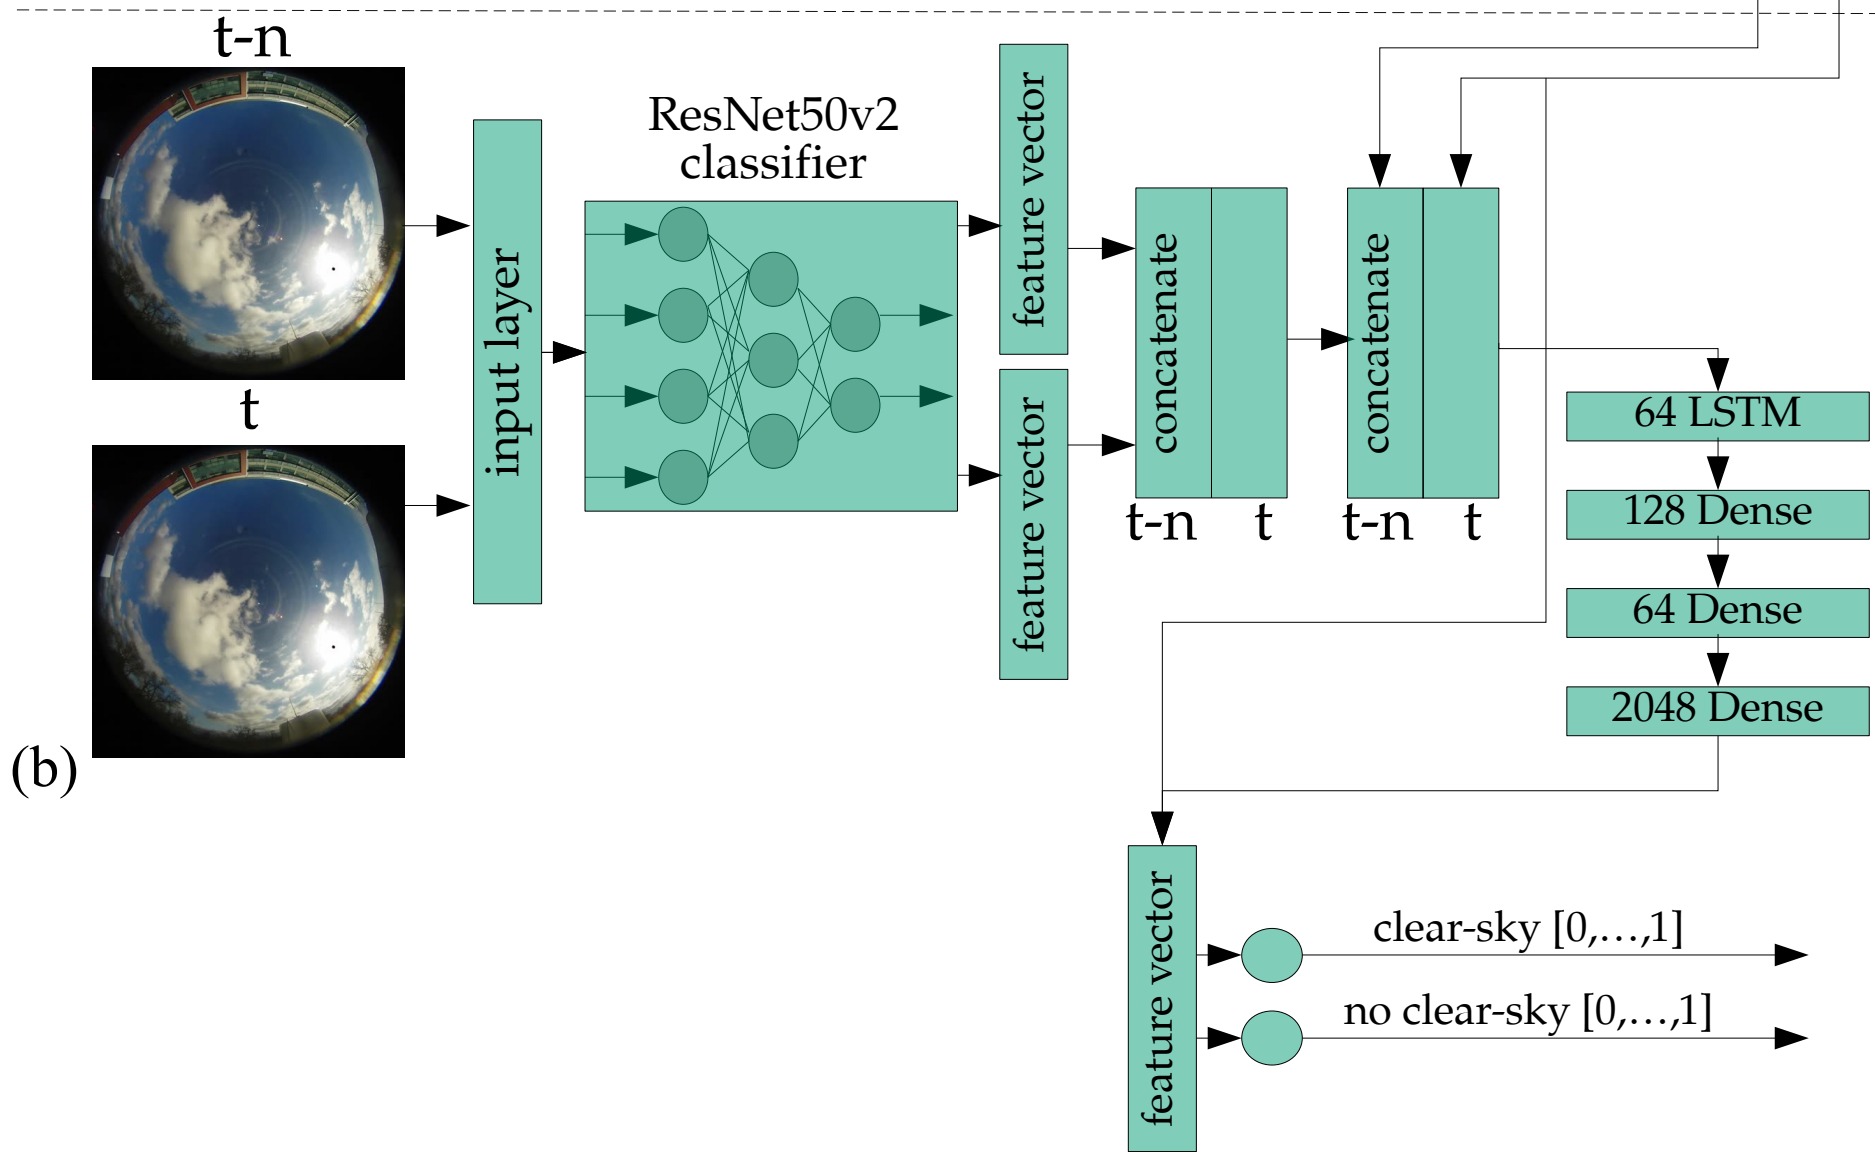 t-n
t
(b)
input layer
ResNet50v2
classifier
feature vector
feature vector
concatenate
t-n
t
concatenate
t-n
t
64 LSTM
128 Dense
64 Dense
2048 Dense
feature vector
clear-sky [0,…,1]
no clear-sky [0,…,1]